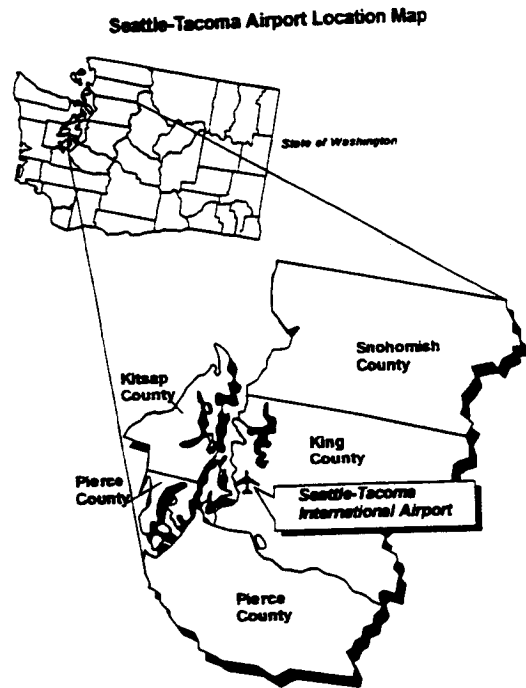 Seattle-Tacoma Airport Location Map
State of Washington
Snohomish
County
Kitsap
County
King
County
Pierce
County
Seattle-Tacoma
International Airport
Pierce
County